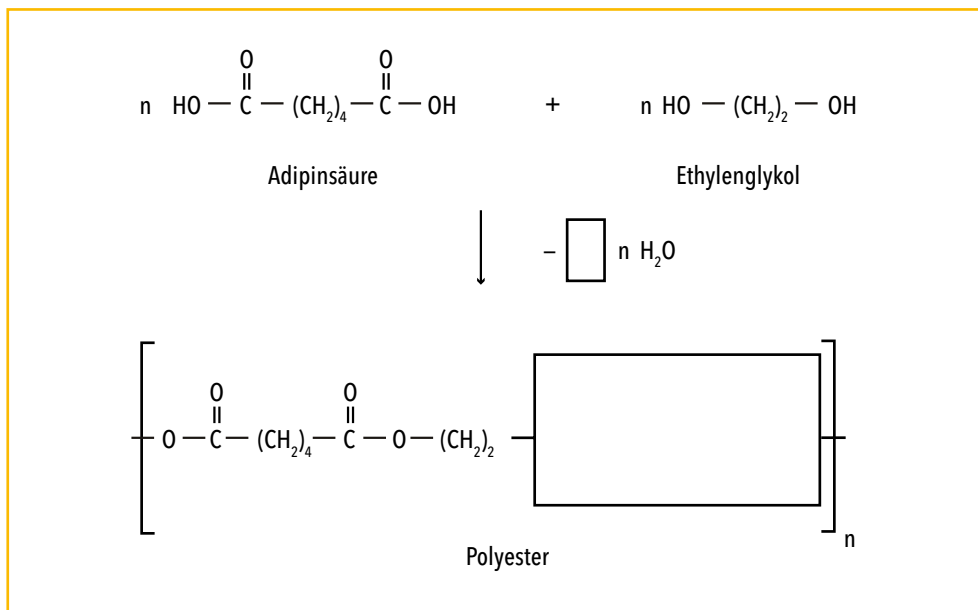 O O
n HO — C — (CH₂)₄ — C — OH + n HO — (CH₂)₂ — OH
Adipinsäure Ethylenglykol
– n H₂O
O O
O — C — (CH₂)₄ — C — O — (CH₂)₂
n
Polyester